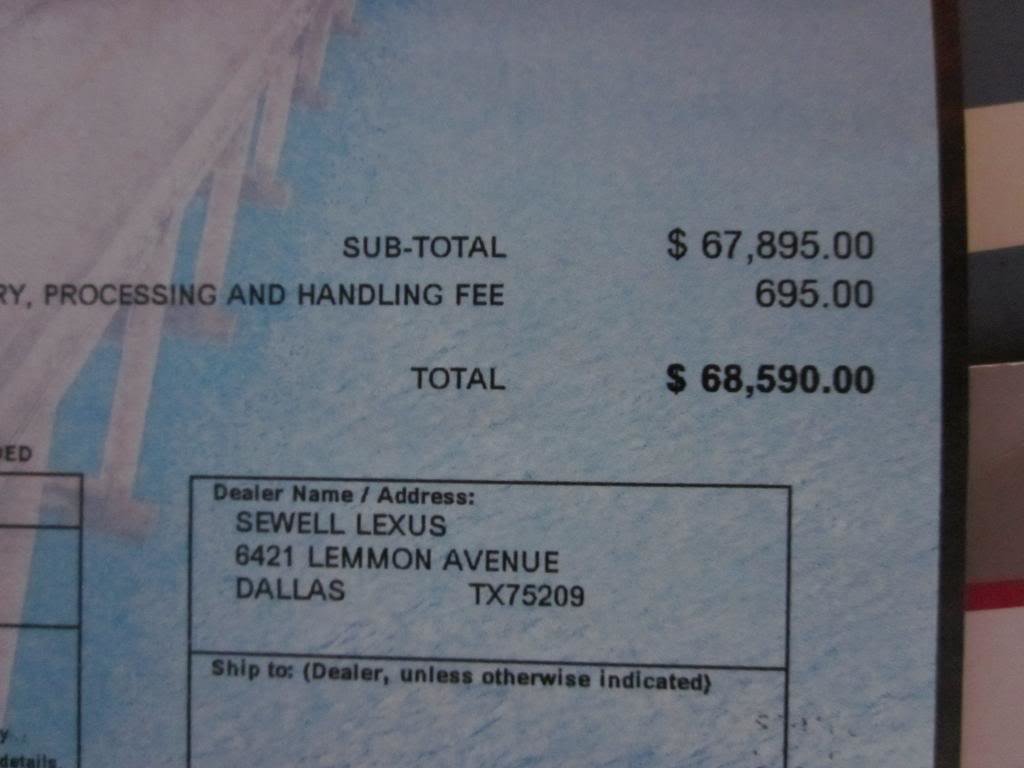 SUB-TOTAL $ 67,895.00
RY, PROCESSING AND HANDLING FEE 695.00
TOTAL $ 68,590.00
ED
Dealer Name / Address:
SEWELL LEXUS
6421 LEMMON AVENUE
DALLAS TX75209
Ship to: (Dealer, unless otherwise indicated)
y
details.